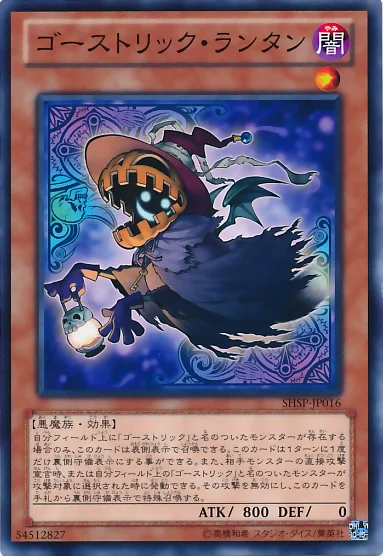 ゴーストリック・ランタン
闇
SHSP-JP016
【悪魔族・効果】
自分フィールド上に「ゴーストリック」と名のついたモンスターが存在する
場合のみ、このカードは表側表示で召喚できる。このカードは1ターンに1度
だけ裏側守備表示にする事ができる。また、相手モンスターの直接攻撃
宣言時、または自分フィールド上の「ゴーストリック」と名のついたモンスターが
攻撃対象に選択された時に発動できる。その攻撃を無効にし、このカードを
手札から裏側守備表示で特殊召喚する。
ATK/ 800 DEF/ 0
54512827
©高橋和希 スタジオ・ダイス/集英社